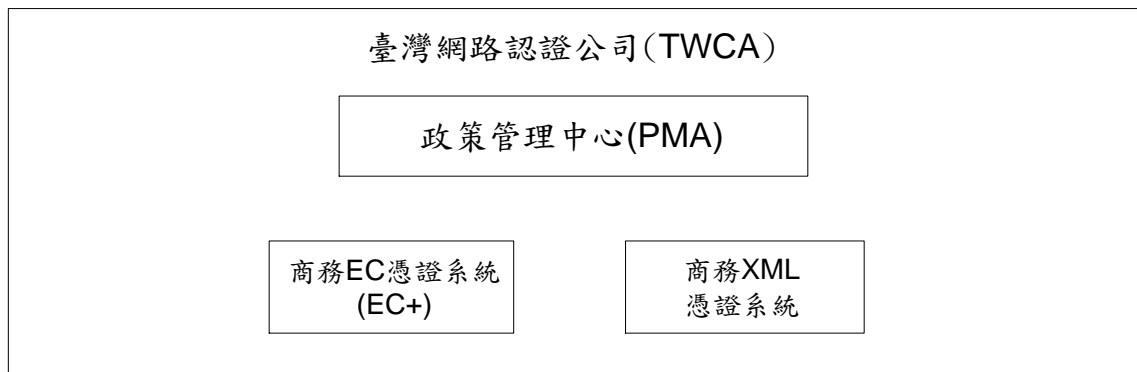 臺灣網路認證公司(TWCA)
政策管理中心(PMA)
商務EC憑證系統
(EC+)
商務XML
憑證系統